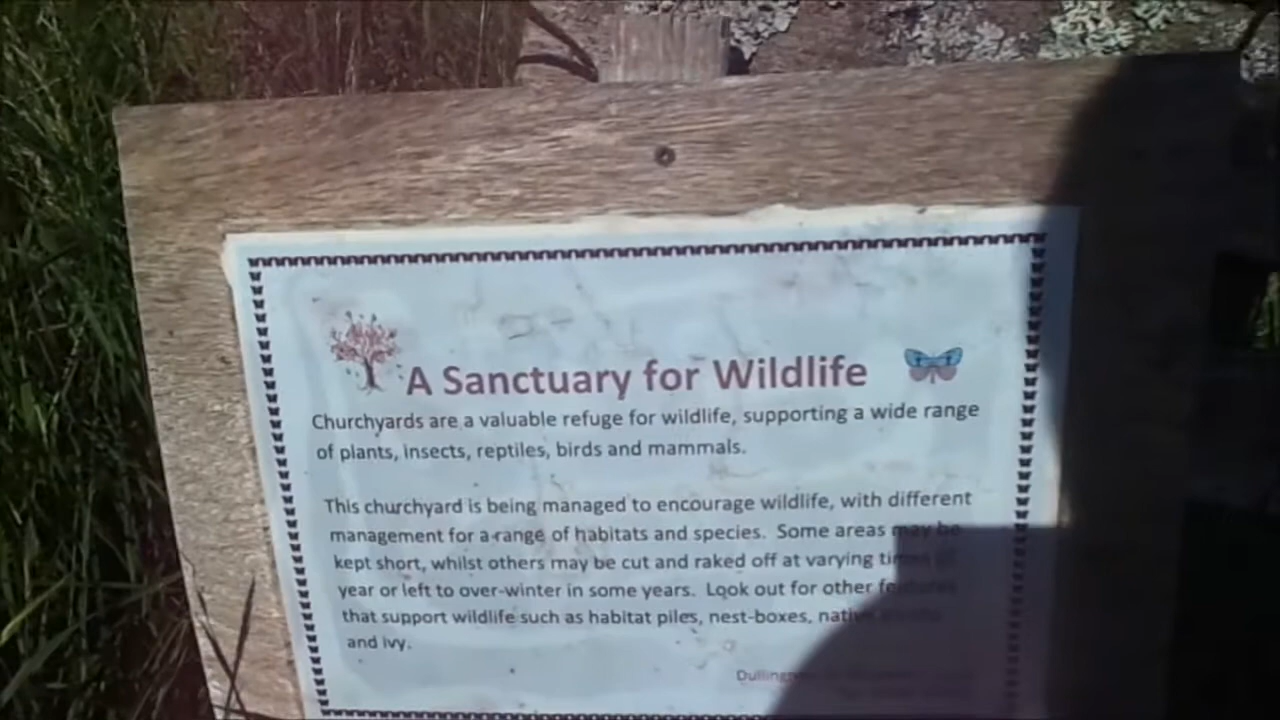 A Sanctuary for Wildlife
Churchyards are a valuable refuge for wildlife, supporting a wide range
of plants, insects, reptiles, birds and mammals.
This churchyard is being managed to encourage wildlife, with different
management for a range of habitats and species. Some areas may be
kept short, whilst others may be cut and raked off at varying times of
year or left to over-winter in some years. Look out for other features
that support wildlife such as habitat piles, nest-boxes, native
and ivy.